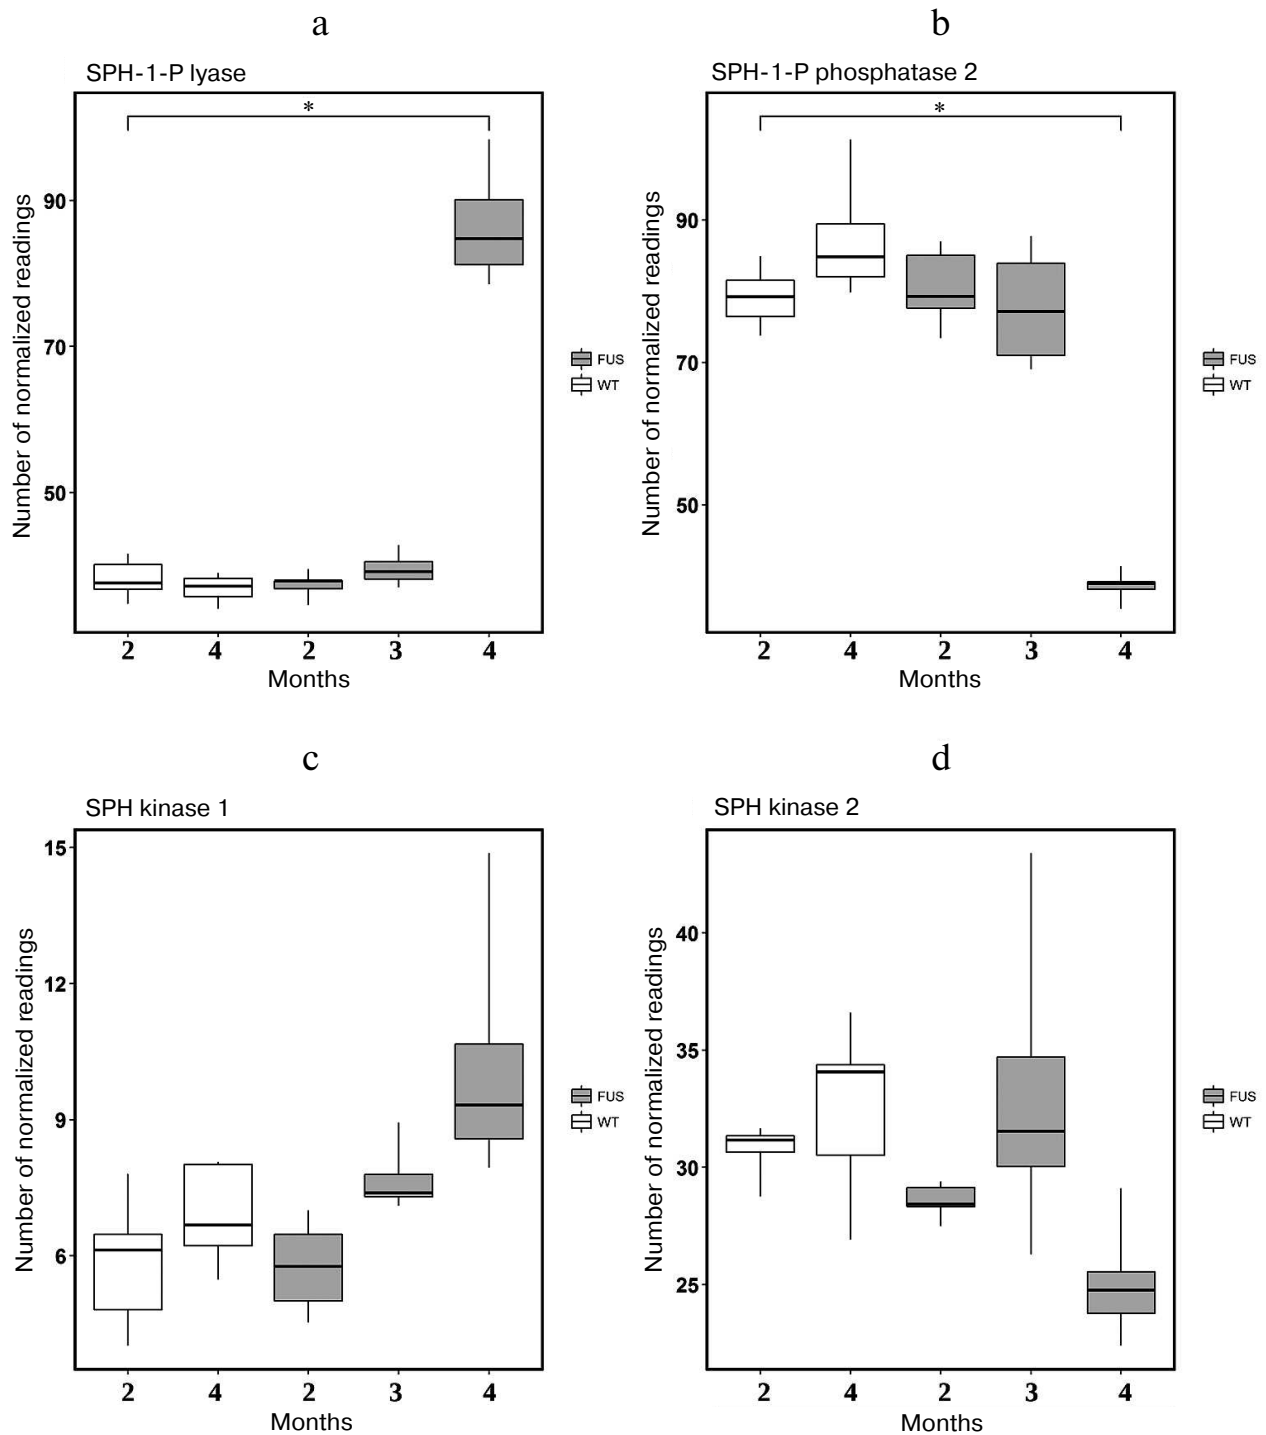 a
SPH-1-P lyase
*
Number of normalized readings
90
70
50
2 4 2 3 4
Months
FUS
WT
b
SPH-1-P phosphatase 2
*
Number of normalized readings
90
70
50
2 4 2 3 4
Months
FUS
WT
c
SPH kinase 1
Number of normalized readings
15
12
9
6
2 4 2 3 4
Months
FUS
WT
d
SPH kinase 2
Number of normalized readings
40
35
30
25
2 4 2 3 4
Months
FUS
WT